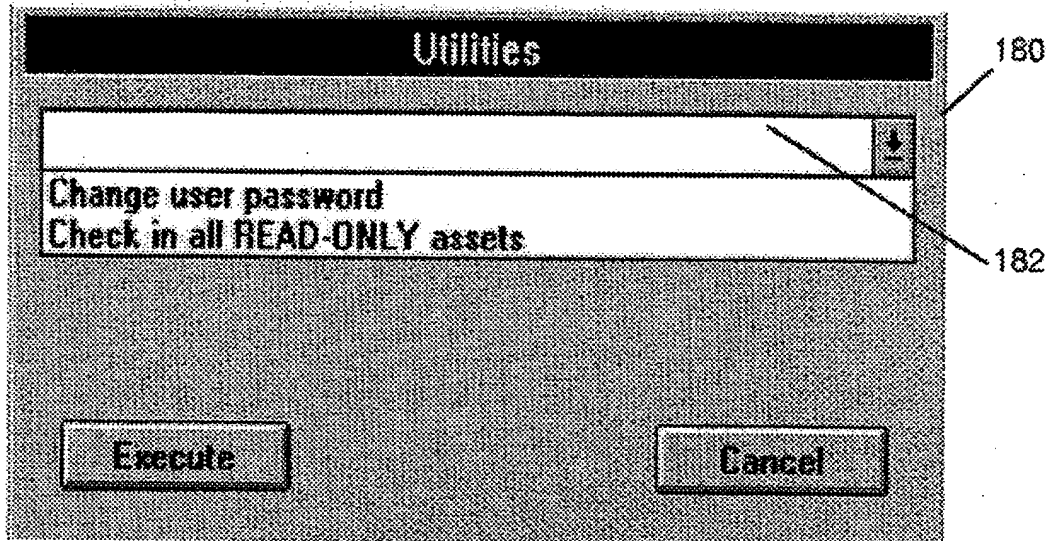 Utilities
180
Change user password
Check in all READ-ONLY assets
182
Execute
Cancel